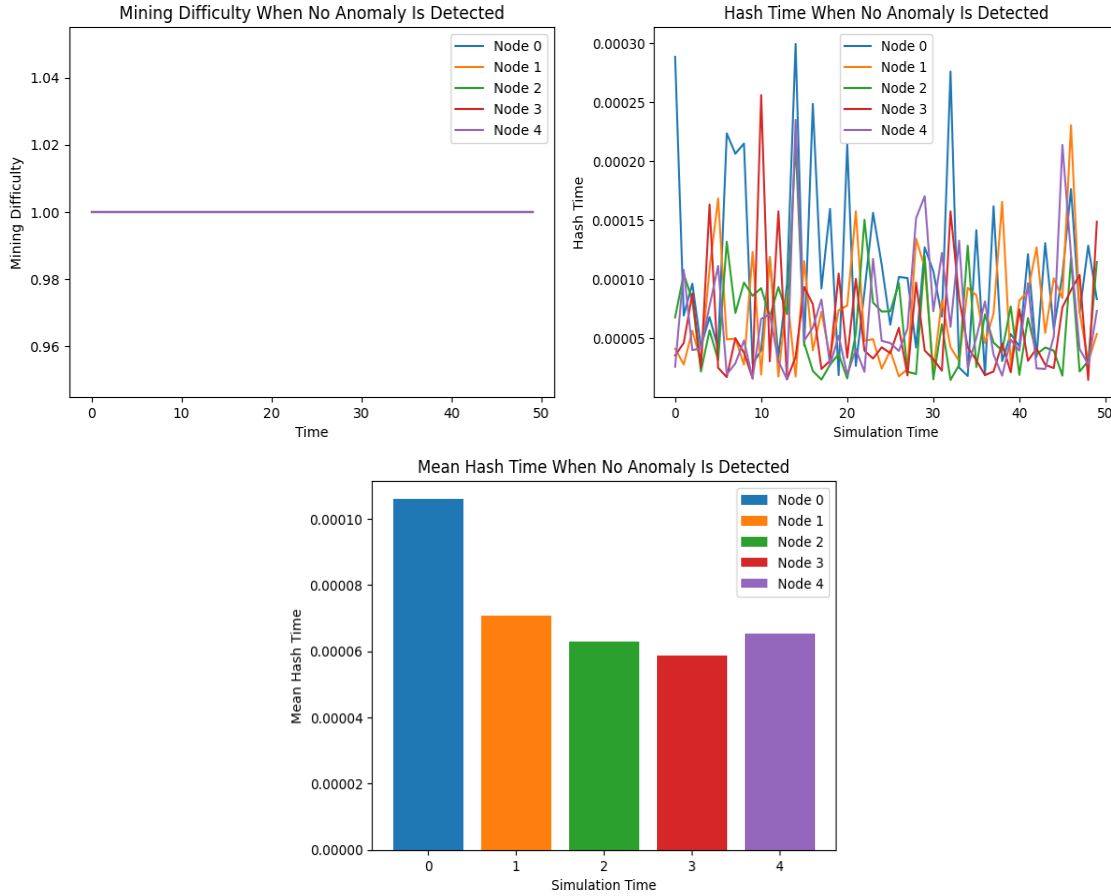 Mining Difficulty When No Anomaly Is Detected
Mining Difficulty
1.04
1.02
1.00
0.98
0.96
Node 0
Node 1
Node 2
Node 3
Node 4
0
10
20
30
40
50
Time
Hash Time When No Anomaly Is Detected
Hash Time
0.00030
0.00025
0.00020
0.00015
0.00010
0.00005
Node 0
Node 1
Node 2
Node 3
Node 4
0
10
20
30
40
50
Simulation Time
Mean Hash Time When No Anomaly Is Detected
Mean Hash Time
0.00010
0.00008
0.00006
0.00004
0.00002
0.00000
Node 0
Node 1
Node 2
Node 3
Node 4
0
1
2
3
4
Simulation Time